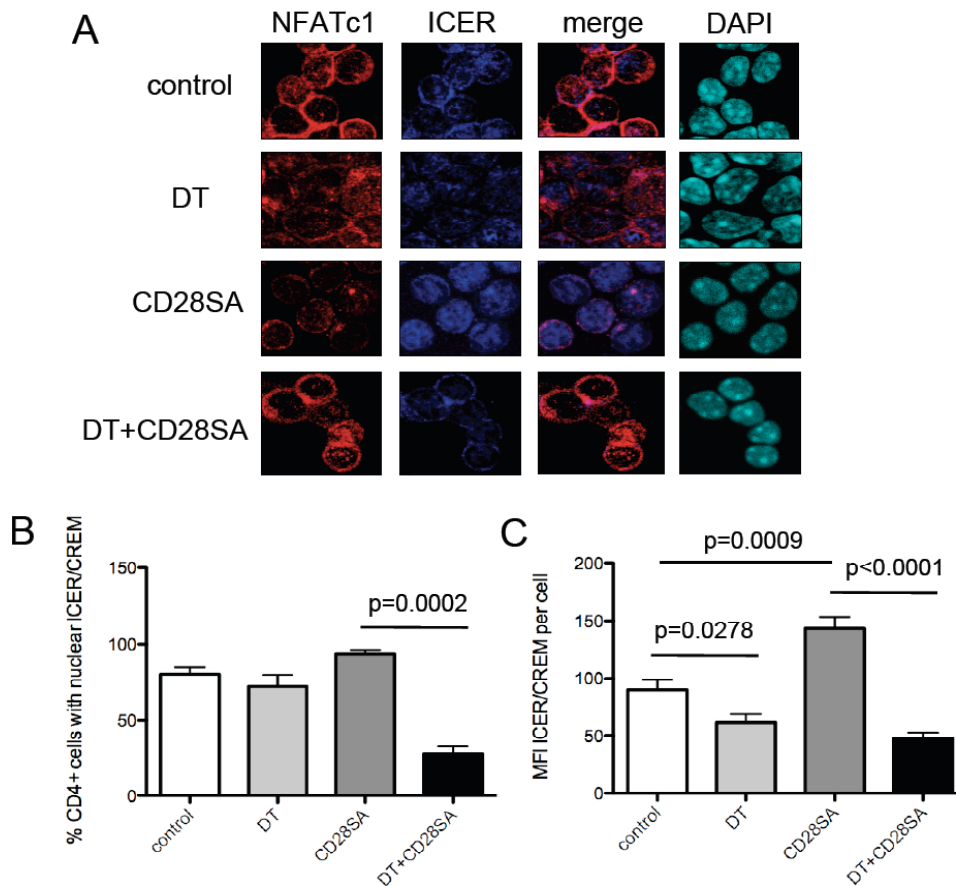 A
NFATc1 ICER merge DAPI
control
DT
CD28SA
DT+CD28SA
B
% CD4+ cells with nuclear ICER/CREM
150
100
50
0
p=0.0002
control DT CD28SA DT+CD28SA
C
MFI ICER/CREM per cell
200
150
100
50
0
p=0.0009
p<0.0001
p=0.0278
control DT CD28SA DT+CD28SA